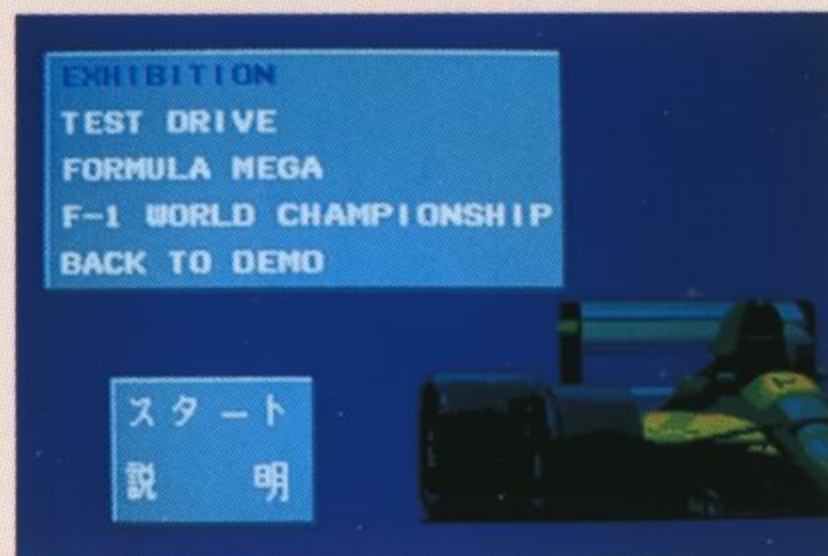 EXHIBITION
TEST DRIVE
FORMULA MEGA
F-1 WORLD CHAMPIONSHIP
BACK TO DEMO
スタート
説 明